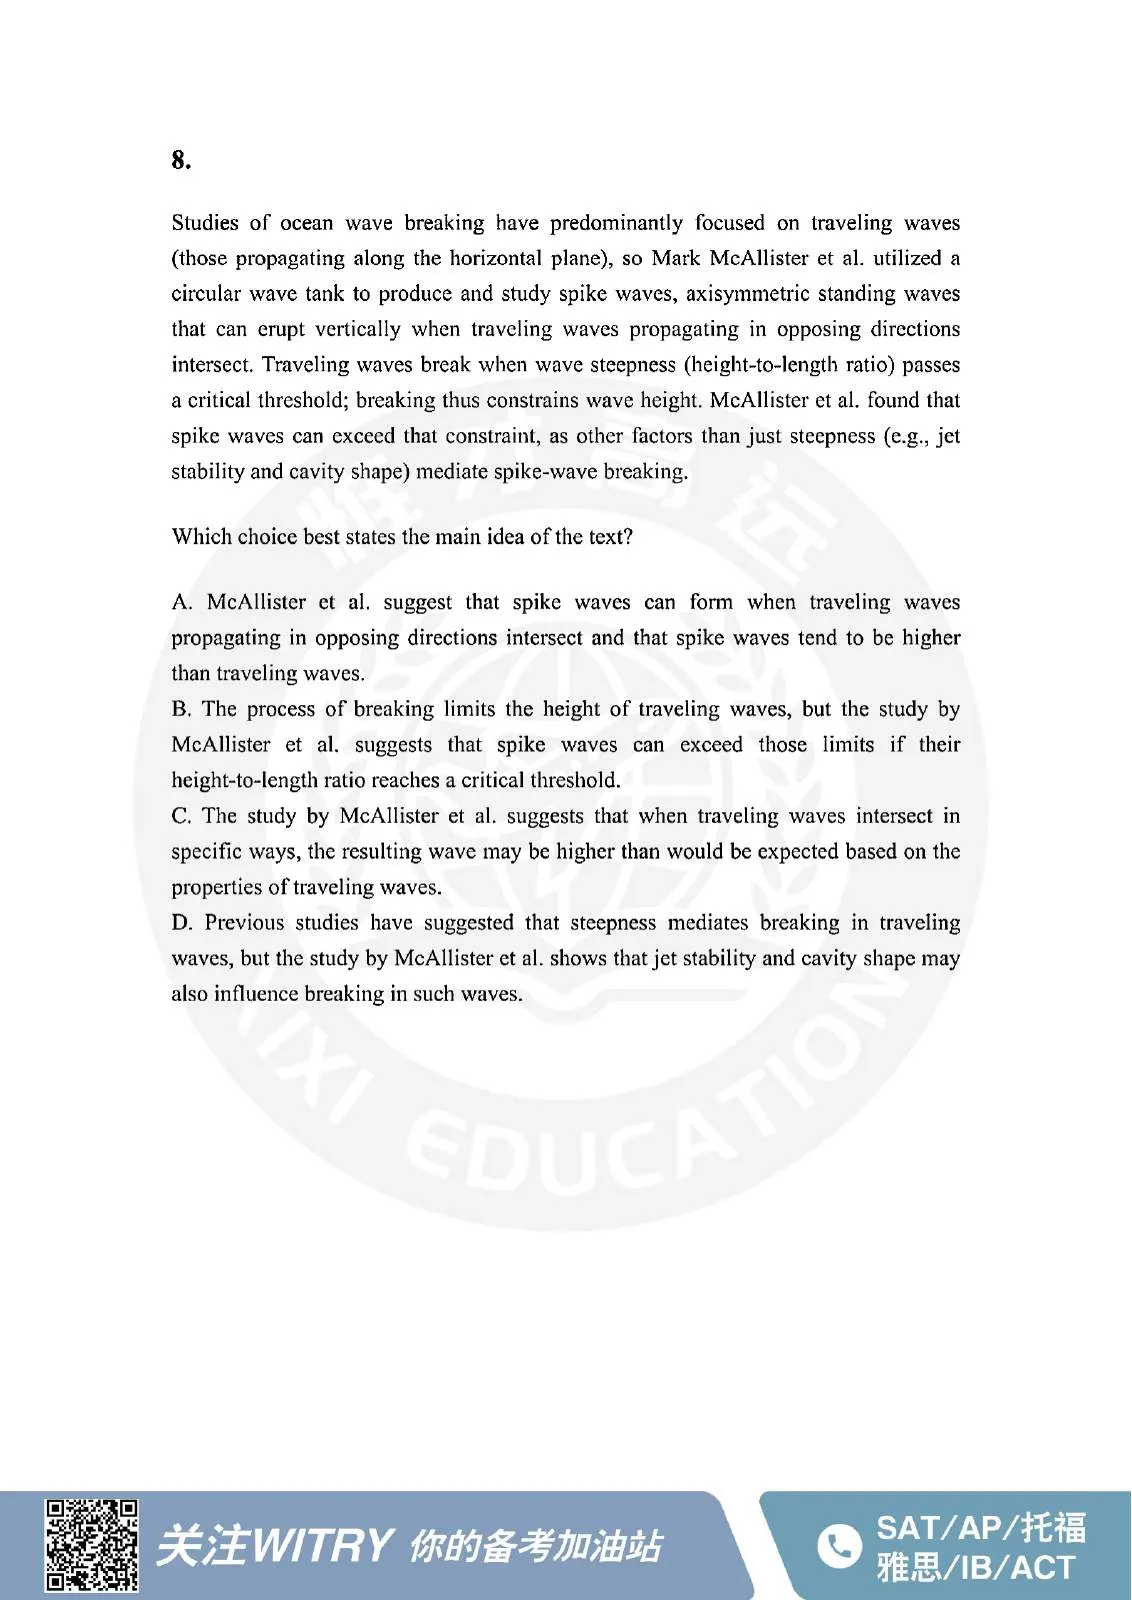 8.
Studies of ocean wave breaking have predominantly focused on traveling waves
(those propagating along the horizontal plane), so Mark McAllister et al. utilized a
circular wave tank to produce and study spike waves, axisymmetric standing waves
that can erupt vertically when traveling waves propagating in opposing directions
intersect. Traveling waves break when wave steepness (height-to-length ratio) passes
a critical threshold; breaking thus constrains wave height. McAllister et al. found that
spike waves can exceed that constraint, as other factors than just steepness (e.g., jet
stability and cavity shape) mediate spike-wave breaking.
Which choice best states the main idea of the text?
A. McAllister et al. suggest that spike waves can form when traveling waves
propagating in opposing directions intersect and that spike waves tend to be higher
than traveling waves.
B. The process of breaking limits the height of traveling waves, but the study by
McAllister et al. suggests that spike waves can exceed those limits if their
height-to-length ratio reaches a critical threshold.
C. The study by McAllister et al. suggests that when traveling waves intersect in
specific ways, the resulting wave may be higher than would be expected based on the
properties of traveling waves.
D. Previous studies have suggested that steepness mediates breaking in traveling
waves, but the study by McAllister et al. shows that jet stability and cavity shape may
also influence breaking in such waves.
EDUCATION
关注WITRY 你的备考加油站
SAT/AP/托福
雅思/IB/ACT